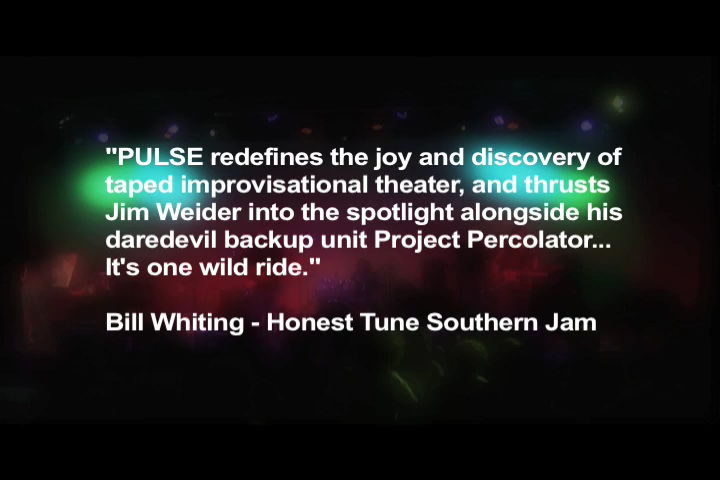 "PULSE redefines the joy and discovery of
taped improvisational theater, and thrusts
Jim Weider into the spotlight alongside his
daredevil backup unit Project Percolator...
It's one wild ride."
Bill Whiting - Honest Tune Southern Jam